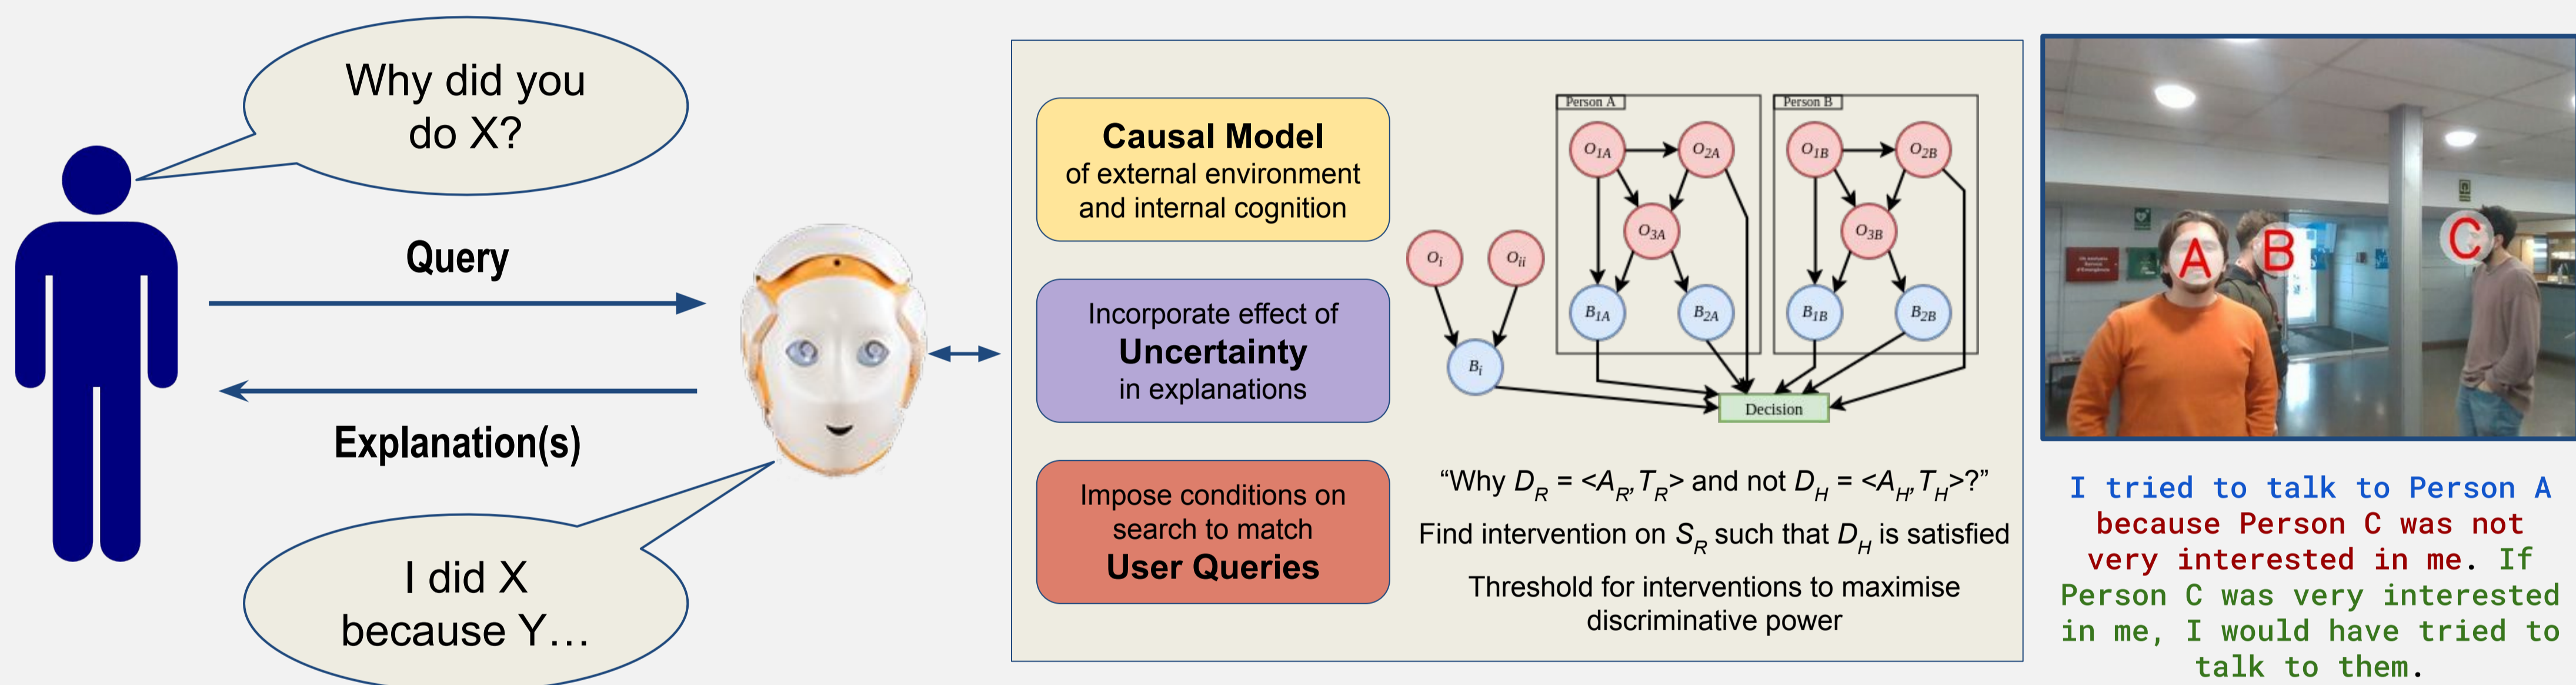 Why did you
do X?
Query
Explanation(s)
I did X
because Y…
Causal Model
of external environment
and internal cognition
Incorporate effect of
Uncertainty
in explanations
Impose conditions on
search to match
User Queries
Person A
Person B
O1A
O2A
O1B
O2B
O3A
O3B
Oi
Oii
B1A
B2A
B1B
B2B
Bi
Decision
“Why DR = <AR,TR> and not DH = <AH,TH>?”
Find intervention on SR such that DH is satisfied
Threshold for interventions to maximise
discriminative power
A
B
C
I tried to talk to Person A
because Person C was not
very interested in me. If
Person C was very interested
in me, I would have tried to
talk to them.